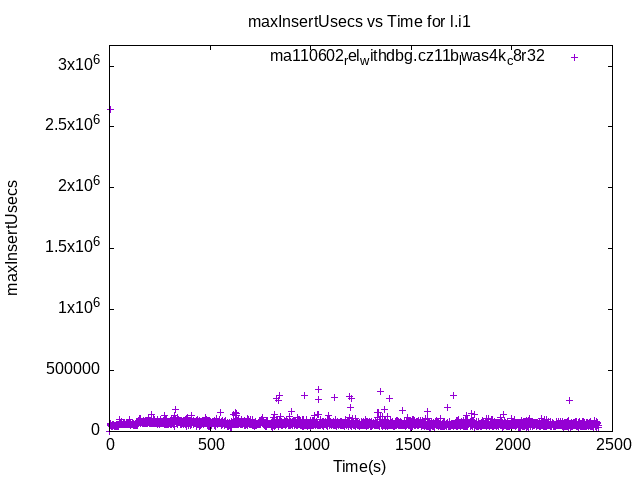 maxInsertUsecs vs Time for l.i1
ma110602relwithdbg.cz11blwas4kc8r32
3x10^6
2.5x10^6
2x10^6
1.5x10^6
1x10^6
500000
0
maxInsertUsecs
0 500 1000 1500 2000 2500
Time(s)